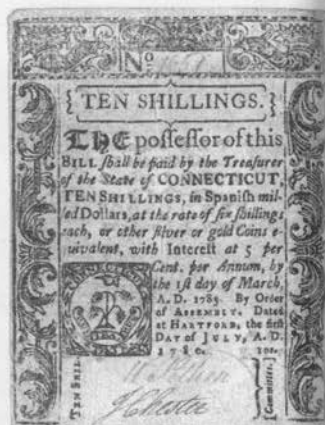 No
TEN SHILLINGS.
THE poſſeſſor of this
BILL ſhall be paid by the Treaſurer
of the State of CONNECTICUT,
TEN SHILLINGS, in Spaniſh mil-
led Dollars, at the rate of ſix ſhillings
each, or other ſilver or gold Coins e-
quivalent, with Intereſt at 5 per
Cent. per Annum, by
the 1ſt day of March,
A. D. 1785. By Order
of ASSEMBLY. Dated
at HARTFORD, the firſt
DAY of JULY, A. D.
1780. 10s.
TEN SHIL.
JChester
[Committee.]